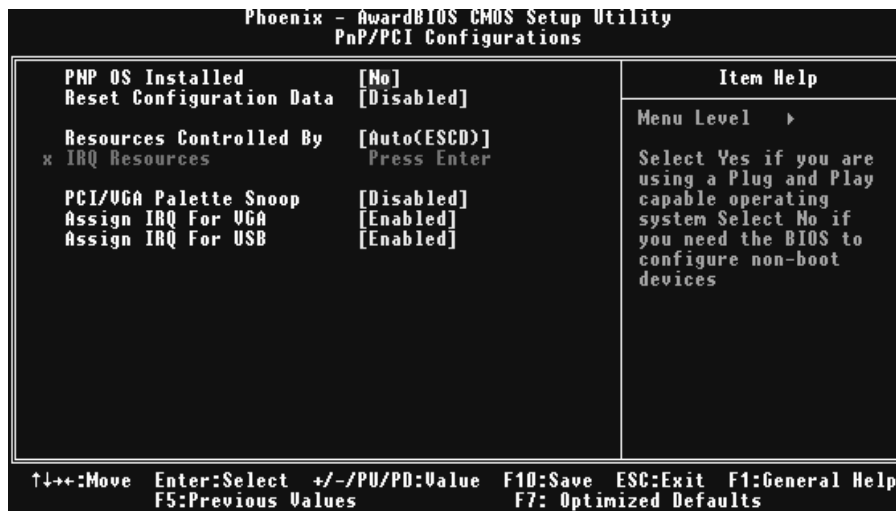 Phoenix - AwardBIOS CMOS Setup Utility
PnP/PCI Configurations
PNP OS Installed [No]
Reset Configuration Data [Disabled]
Resources Controlled By [Auto(ESCD)]
x IRQ Resources Press Enter
PCI/VGA Palette Snoop [Disabled]
Assign IRQ For VGA [Enabled]
Assign IRQ For USB [Enabled]
Item Help
Menu Level ▸
Select Yes if you are
using a Plug and Play
capable operating
system Select No if
you need the BIOS to
configure non-boot
devices
↑↓→←:Move Enter:Select +/-/PU/PD:Value F10:Save ESC:Exit F1:General Help
F5:Previous Values F7: Optimized Defaults